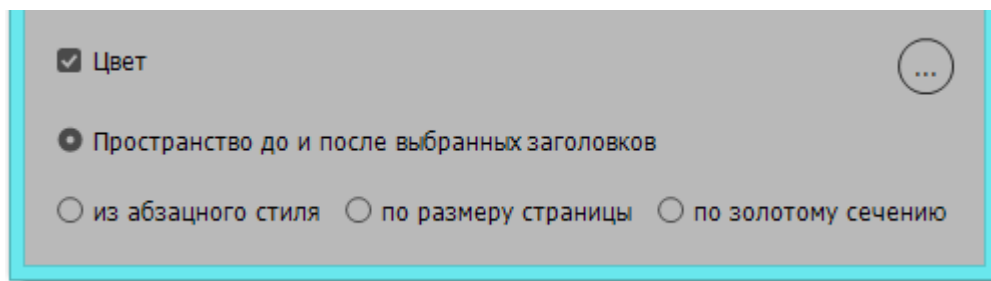 Цвет
...
Пространство до и после выбранных заголовков
из абзацного стиля по размеру страницы по золотому сечению